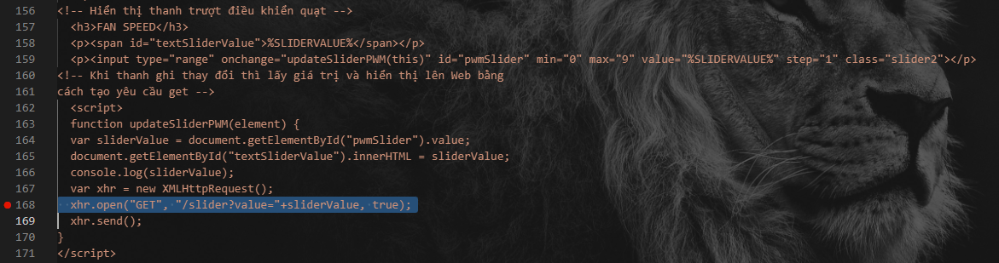 156 <!-- Hiển thị thanh trượt điều khiển quạt -->
157 <h3>FAN SPEED</h3>
158 <p><span id="textSliderValue">%SLIDERVALUE%</span></p>
159 <p><input type="range" onchange="updateSliderPWM(this)" id="pwmSlider" min="0" max="9" value="%SLIDERVALUE%" step="1" class="slider2"></p>
160 <!-- Khi thanh ghi thay đổi thì lấy giá trị và hiển thị lên Web bằng
161 cách tạo yêu cầu get -->
162 <script>
163 function updateSliderPWM(element) {
164 var sliderValue = document.getElementById("pwmSlider").value;
165 document.getElementById("textSliderValue").innerHTML = sliderValue;
166 console.log(sliderValue);
167 var xhr = new XMLHttpRequest();
168 xhr.open("GET", "/slider?value="+sliderValue, true);
169 xhr.send();
170 }
171 </script>